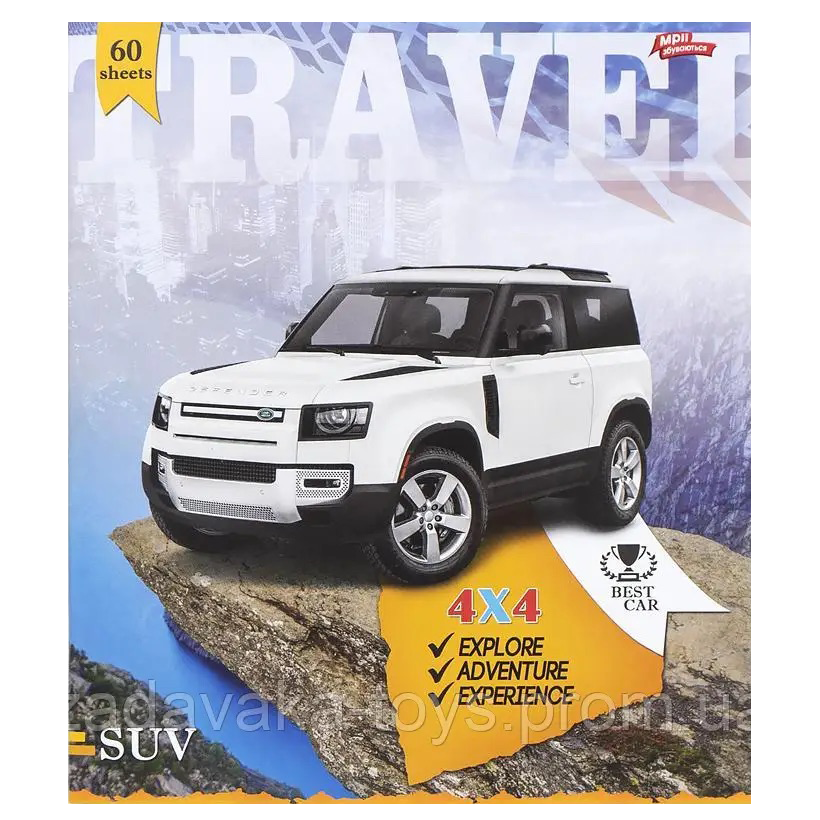 60
sheets
TRAVEL
Мрії
збуваються
DEFENDER
4X4
✓ EXPLORE
✓ ADVENTURE
✓ EXPERIENCE
BEST
CAR
zadavaka-toys.prom.ua
SUV